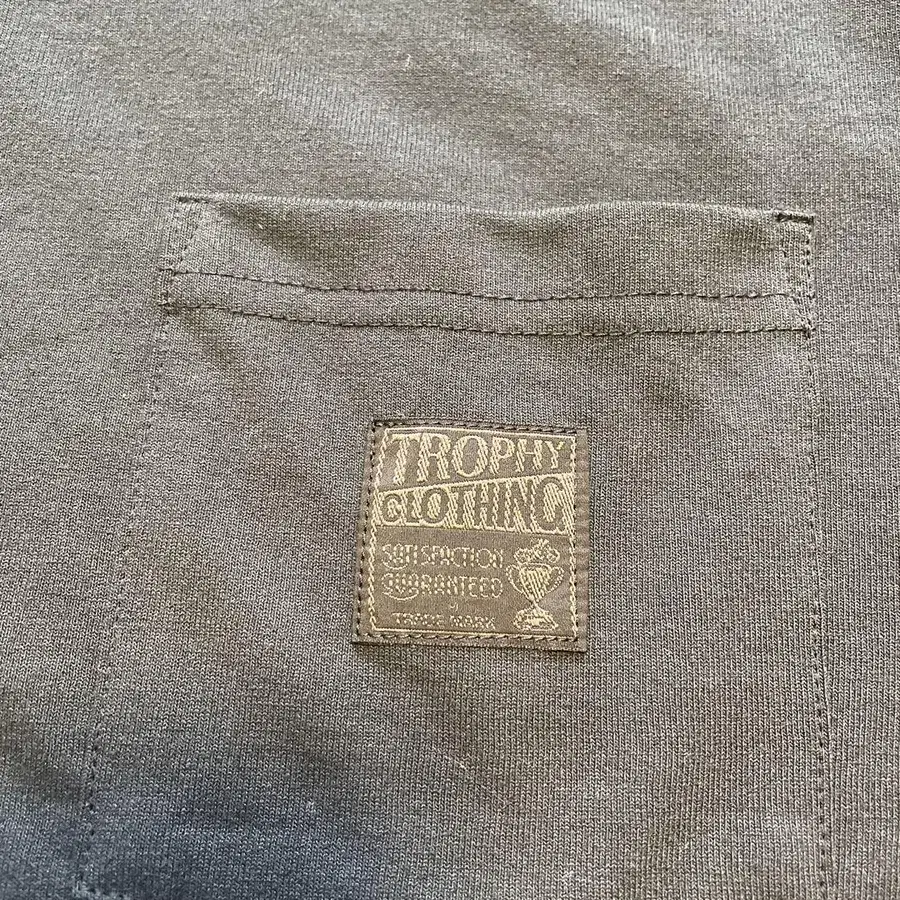 TROPHY
CLOTHING
SATISFACTION
GUARANTEED
TRADE MARK